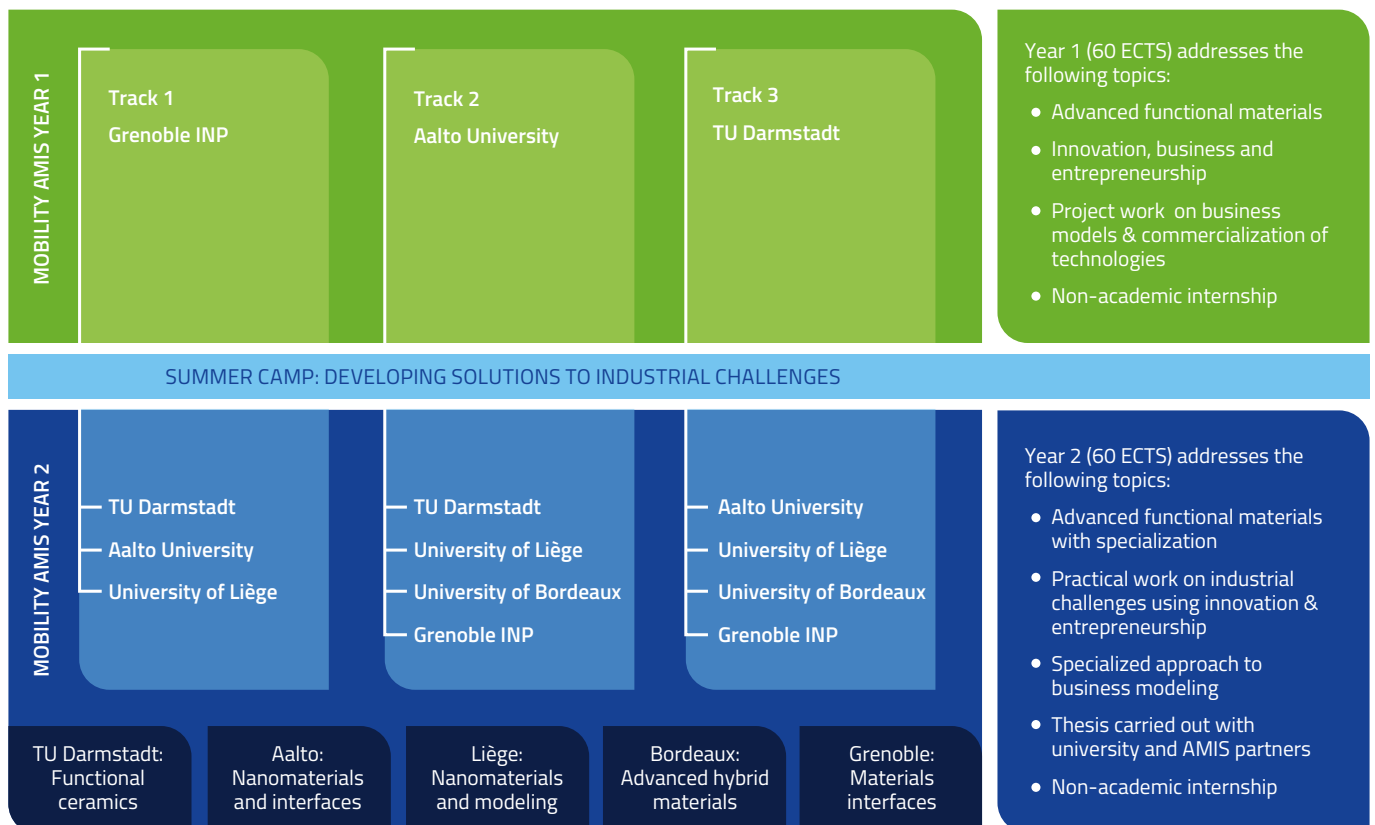 MOBILITY AMIS YEAR 1
Track 1
Grenoble INP
Track 2
Aalto University
Track 3
TU Darmstadt
Year 1 (60 ECTS) addresses the
following topics:
Advanced functional materials
Innovation, business and
entrepreneurship
Project work on business
models & commercialization of
technologies
Non-academic internship
SUMMER CAMP: DEVELOPING SOLUTIONS TO INDUSTRIAL CHALLENGES
MOBILITY AMIS YEAR 2
TU Darmstadt
Aalto University
University of Liège
TU Darmstadt
University of Liège
University of Bordeaux
Grenoble INP
Aalto University
University of Liège
University of Bordeaux
Grenoble INP
Year 2 (60 ECTS) addresses the
following topics:
Advanced functional materials
with specialization
Practical work on industrial
challenges using innovation &
entrepreneurship
Specialized approach to
business modeling
Thesis carried out with
university and AMIS partners
Non-academic internship
TU Darmstadt:
Functional
ceramics
Aalto:
Nanomaterials
and interfaces
Liège:
Nanomaterials
and modeling
Bordeaux:
Advanced hybrid
materials
Grenoble:
Materials
interfaces